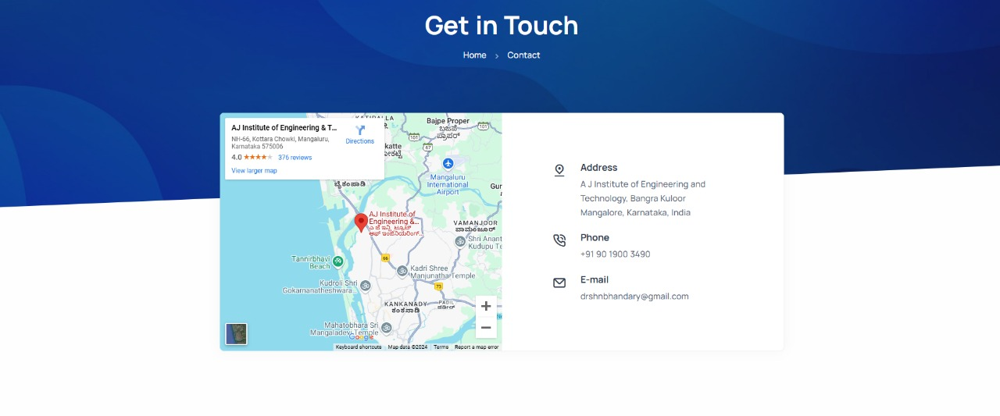 Get in Touch
Home › Contact
AJ Institute of Engineering & T...
NH-66, Kottara Chowki, Mangaluru,
Karnataka 575006
4.0
376 reviews
View larger map
Directions
Bajpe Proper
ಬಜಪೆ
ಪ್ರಾಪರ್
101
101
67
katte
Mangaluru
International
Airport
ಬೈಕಂಪಾಡಿ
Gur
AJ Institute of
Engineering &...
VAMANJOOR
ವಾಮಂಜೂರ್
Shri Anant
Kudupu Te
Tannirbhavi
Beach
66
Kadri Shree
Manjunatha Temple
Kudroli Shri
Gokarnatheshwara...
73
KANKANADY
ಕಂಕನಾಡಿ
PADIL
ಪಡೀಲ್
Mahatobhara Sri
Mangaladevi Temple
Google
Keyboard shortcuts
Map data ©2024
Terms
Report a map error
Address
A J Institute of Engineering and
Technology, Bangra Kuloor
Mangalore, Karnataka, India
Phone
+91 90 1900 3490
E-mail
drshnbhandary@gmail.com